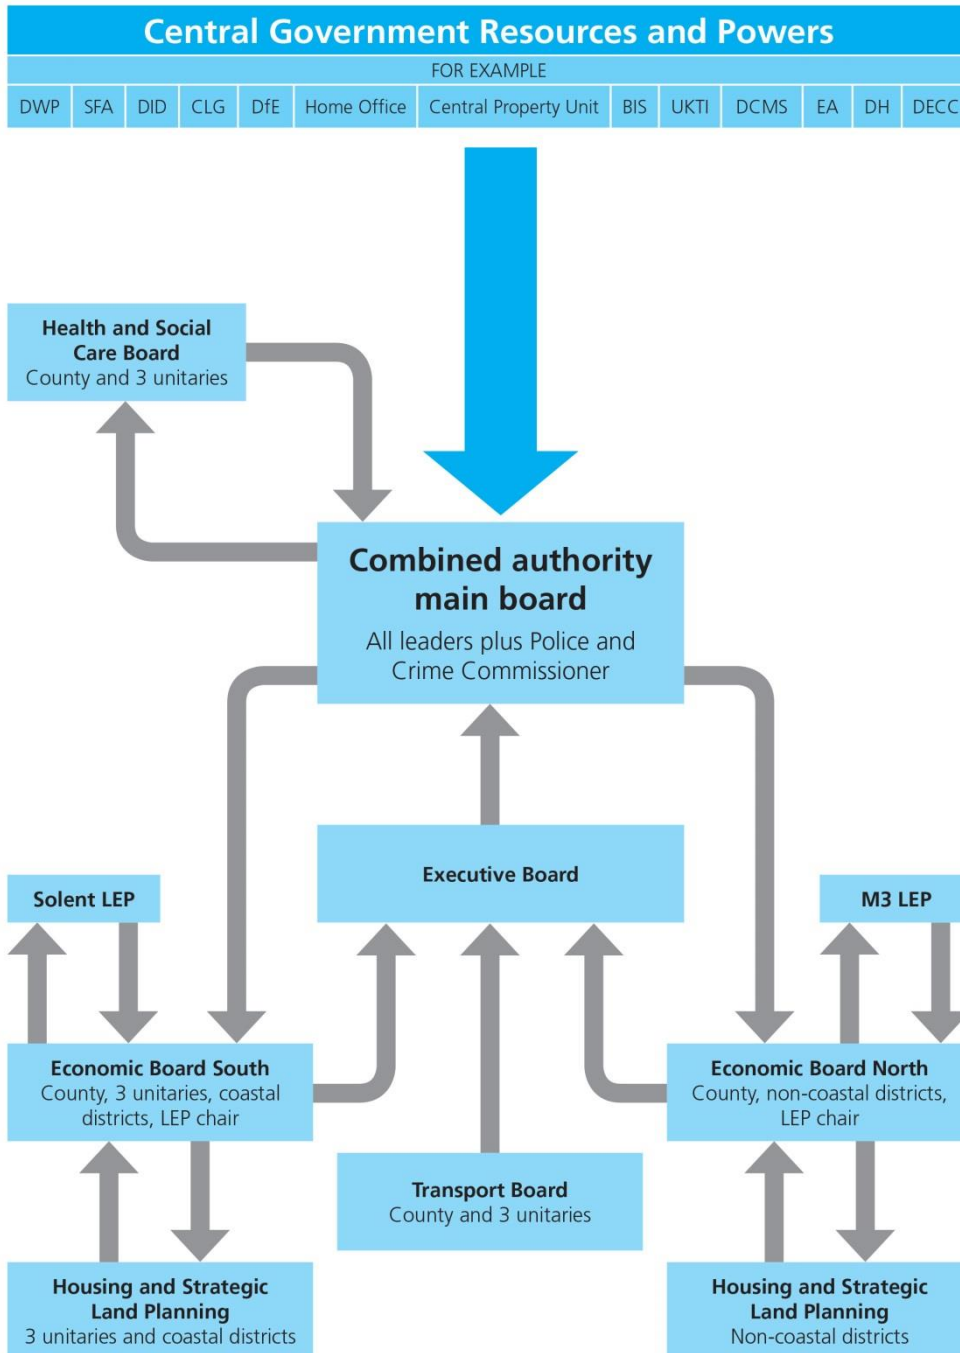 Central Government Resources and Powers
FOR EXAMPLE
DWP SFA DID CLG DfE Home Office Central Property Unit BIS UKTI DCMS EA DH DECC
Health and Social
Care Board
County and 3 unitaries
Combined authority
main board
All leaders plus Police and
Crime Commissioner
Executive Board
Solent LEP
M3 LEP
Economic Board South
County, 3 unitaries, coastal
districts, LEP chair
Economic Board North
County, non-coastal districts,
LEP chair
Transport Board
County and 3 unitaries
Housing and Strategic
Land Planning
3 unitaries and coastal districts
Housing and Strategic
Land Planning
Non-coastal districts